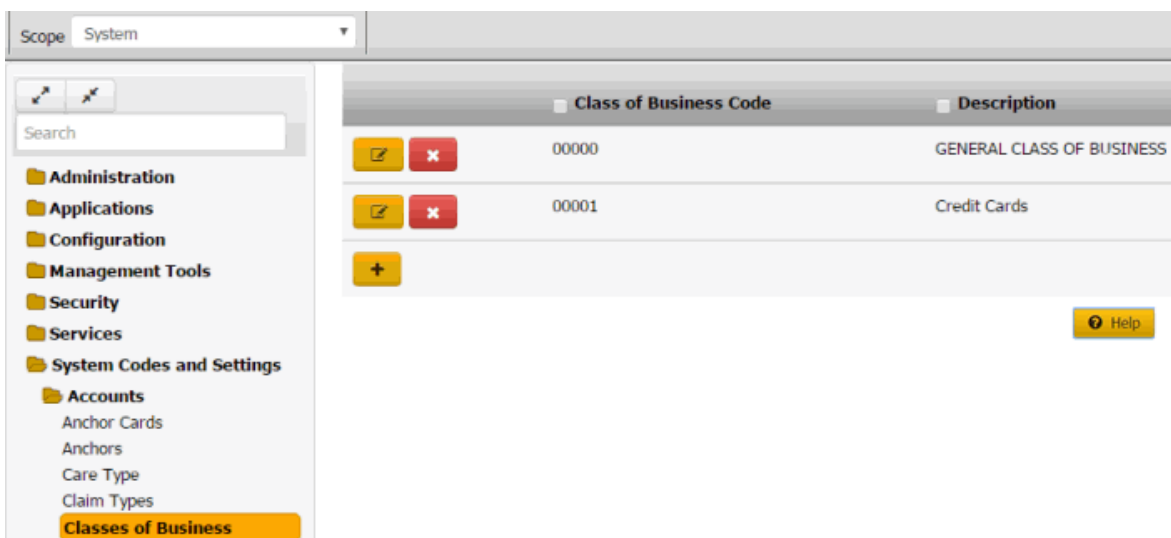 Scope System
Search
Administration
Applications
Configuration
Management Tools
Security
Services
System Codes and Settings
Accounts
Anchor Cards
Anchors
Care Type
Claim Types
Classes of Business
Class of Business Code Description
00000 GENERAL CLASS OF BUSINESS
00001 Credit Cards
Help